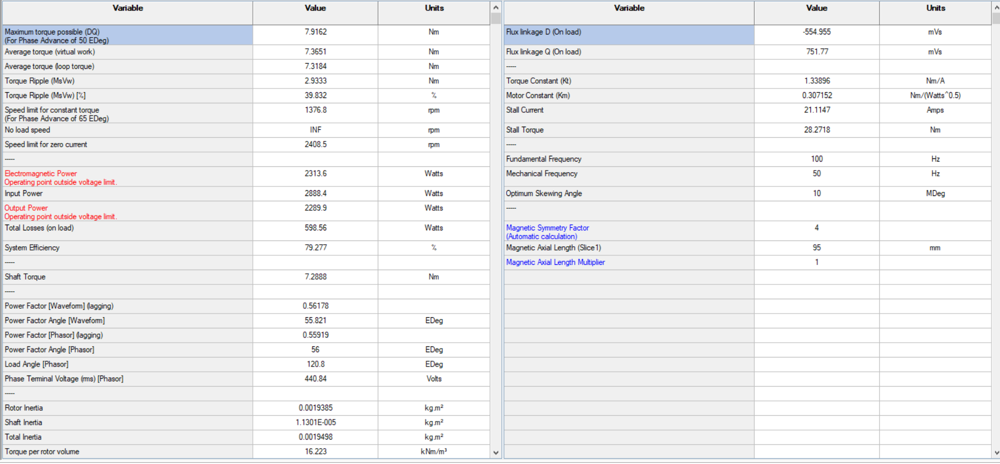 Variable Value Units
Maximum torque possible (DQ) 7.9162 Nm
(For Phase Advance of 50 EDeg)
Average torque (virtual work) 7.3651 Nm
Average torque (loop torque) 7.3184 Nm
Torque Ripple (MsVw) 2.9333 Nm
Torque Ripple (MsVw) [%] 39.832 %
Speed limit for constant torque 1376.8 rpm
(For Phase Advance of 65 EDeg)
No load speed INF rpm
Speed limit for zero current 2408.5 rpm
-----
Electromagnetic Power 2313.6 Watts
Operating point outside voltage limit.
Input Power 2888.4 Watts
Output Power 2289.9 Watts
Operating point outside voltage limit.
Total Losses (on load) 598.56 Watts
System Efficiency 79.277 %
-----
Shaft Torque 7.2888 Nm
-----
Power Factor [Waveform] (lagging) 0.56178
Power Factor Angle [Waveform] 55.821 EDeg
Power Factor [Phasor] (lagging) 0.55919
Power Factor Angle [Phasor] 56 EDeg
Load Angle [Phasor] 120.8 EDeg
Phase Terminal Voltage (rms) [Phasor] 440.84 Volts
-----
Rotor Inertia 0.0019385 kg.m²
Shaft Inertia 1.1301E-005 kg.m²
Total Inertia 0.0019498 kg.m²
Torque per rotor volume 16.223 kNm/m³
Variable Value Units
Flux linkage D (On load) -554.955 mVs
Flux linkage Q (On load) 751.77 mVs
-----
Torque Constant (Kt) 1.33896 Nm/A
Motor Constant (Km) 0.307152 Nm/(Watts^0.5)
Stall Current 21.1147 Amps
Stall Torque 28.2718 Nm
-----
Fundamental Frequency 100 Hz
Mechanical Frequency 50 Hz
Optimum Skewing Angle 10 MDeg
-----
Magnetic Symmetry Factor 4
(Automatic calculation)
Magnetic Axial Length (Slice1) 95 mm
Magnetic Axial Length Multiplier 1